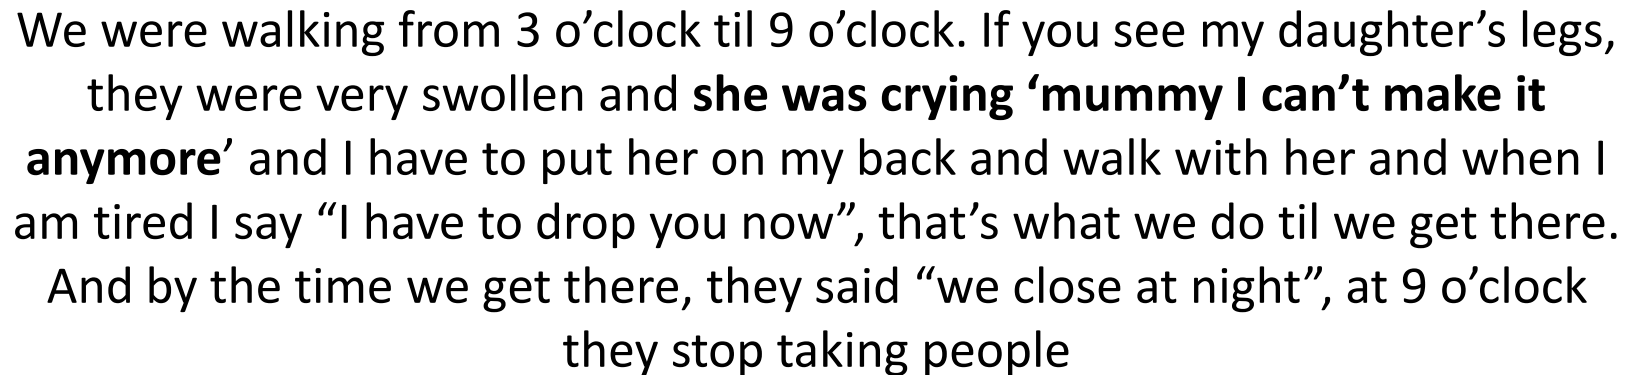 We were walking from 3 o’clock til 9 o’clock. If you see my daughter’s legs,
they were very swollen and she was crying ‘mummy I can’t make it
anymore’ and I have to put her on my back and walk with her and when I
am tired I say “I have to drop you now”, that’s what we do til we get there.
And by the time we get there, they said “we close at night”, at 9 o’clock
they stop taking people